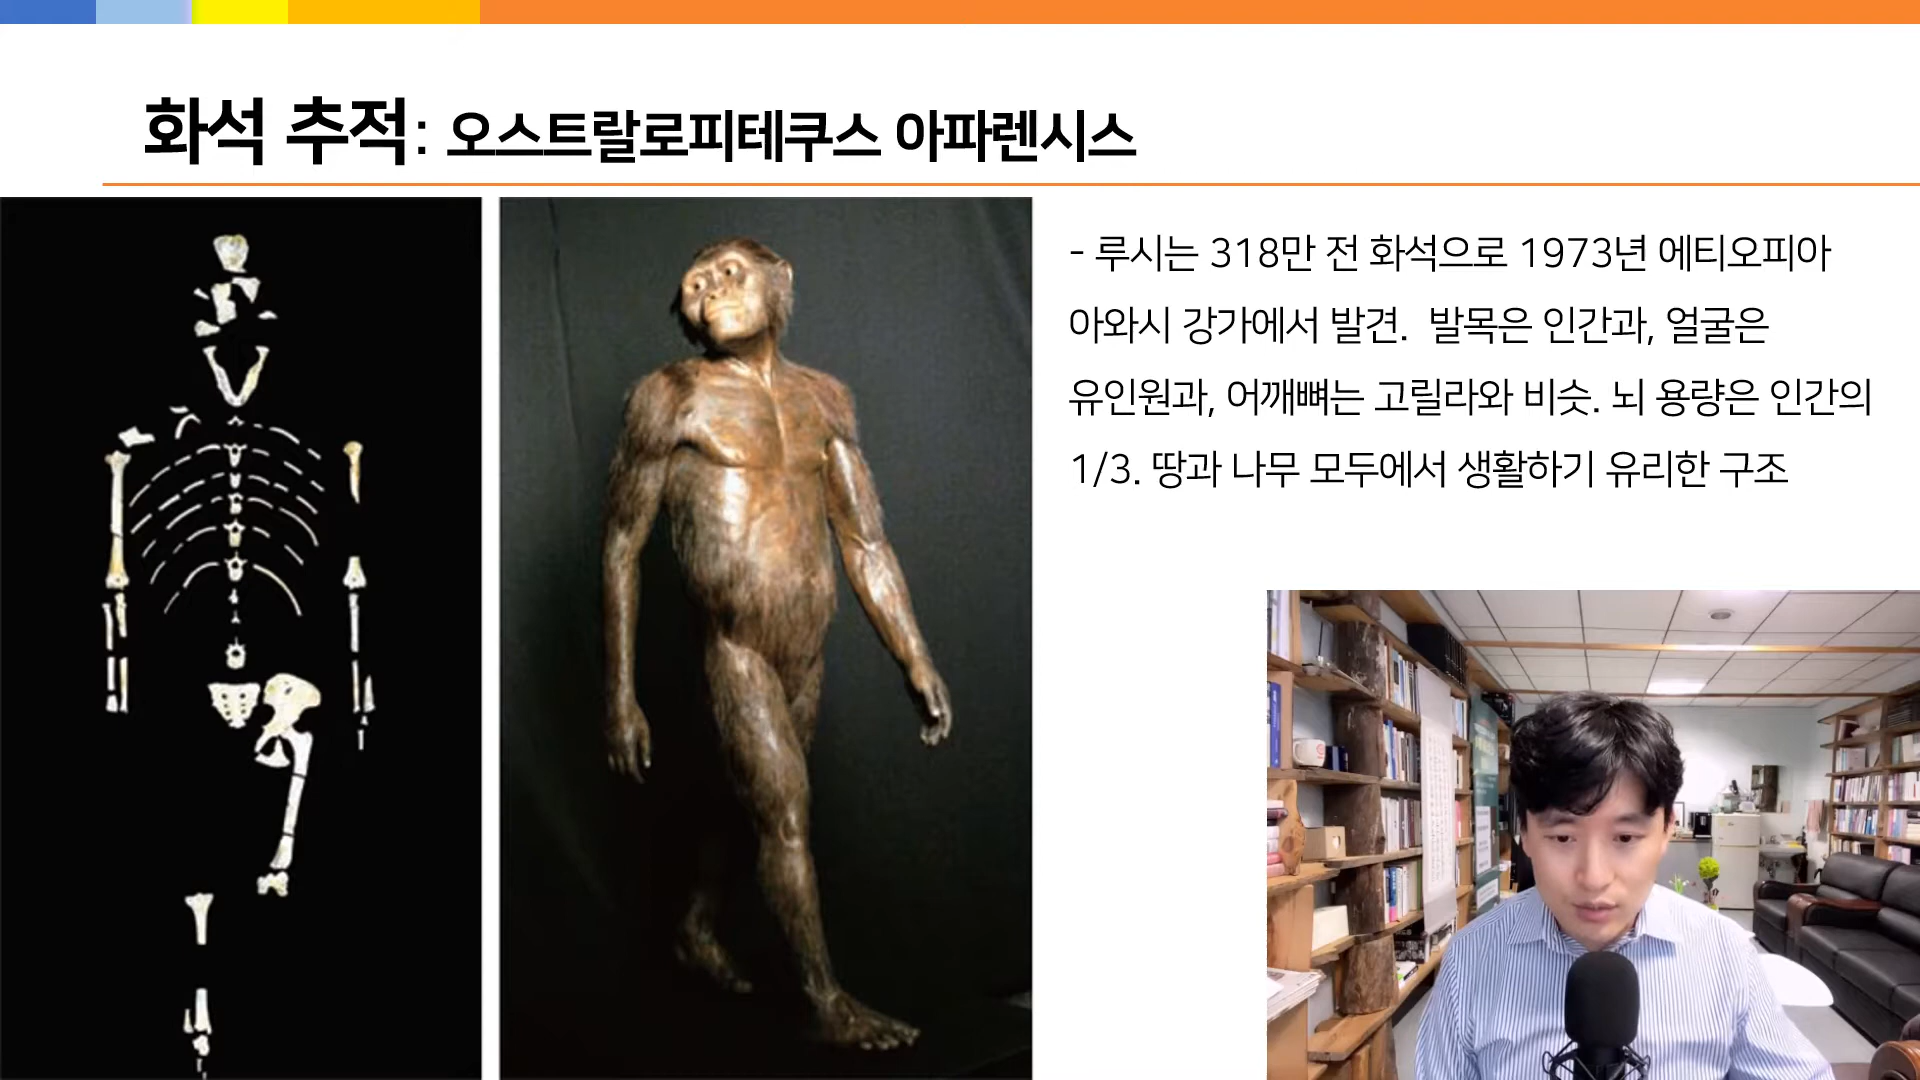 화석 추적: 오스트랄로피테쿠스 아파렌시스
- 루시는 318만 전 화석으로 1973년 에티오피아
아와시 강가에서 발견.  발목은 인간과, 얼굴은
유인원과, 어깨뼈는 고릴라와 비슷. 뇌 용량은 인간의
1/3. 땅과 나무 모두에서 생활하기 유리한 구조